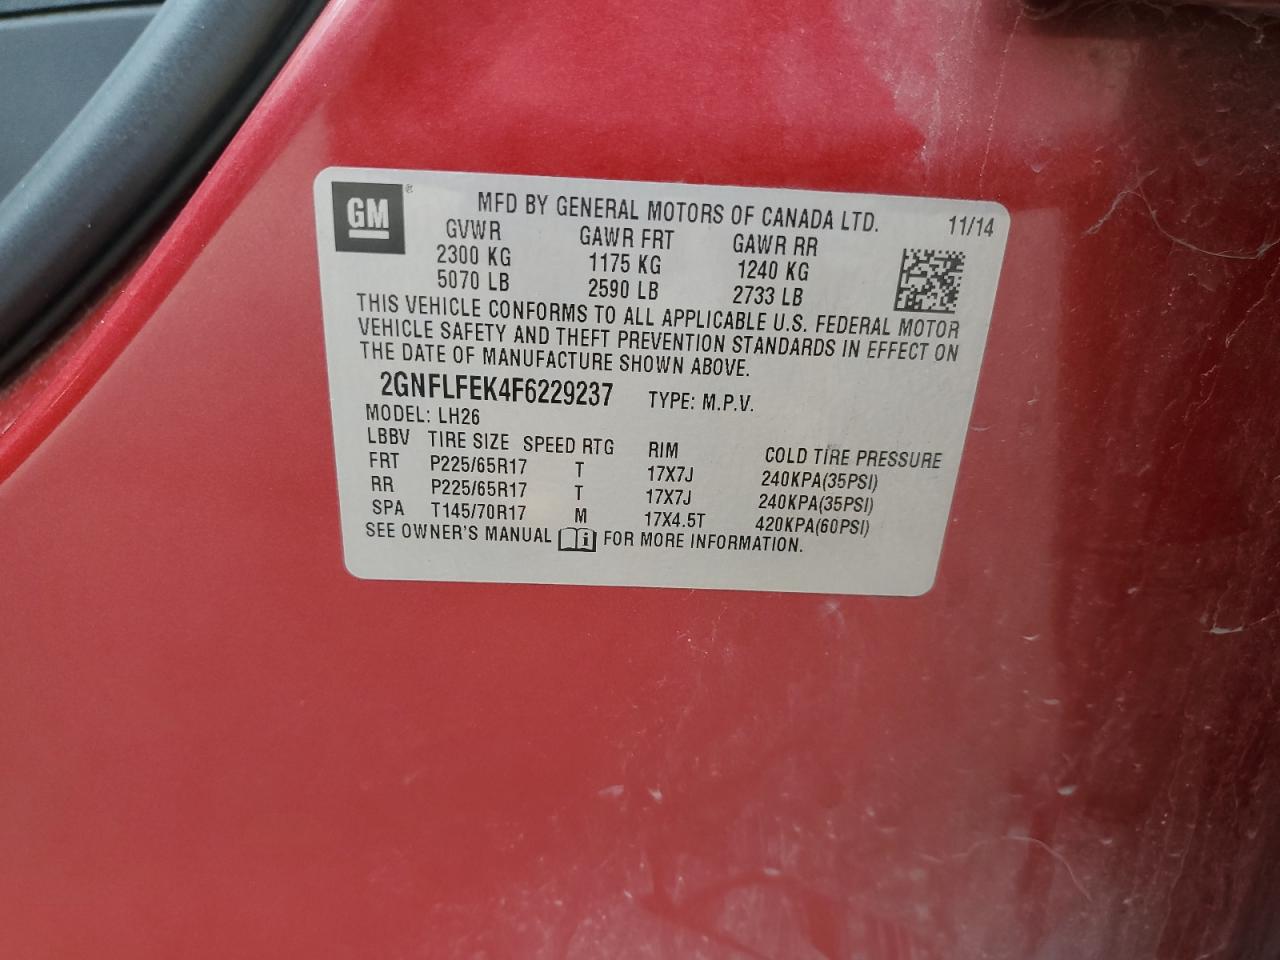 GM®
MFD BY GENERAL MOTORS OF CANADA LTD. 11/14
GVWR GAWR FRT GAWR RR
2300 KG 1175 KG 1240 KG
5070 LB 2590 LB 2733 LB
THIS VEHICLE CONFORMS TO ALL APPLICABLE U.S. FEDERAL MOTOR
VEHICLE SAFETY AND THEFT PREVENTION STANDARDS IN EFFECT ON
THE DATE OF MANUFACTURE SHOWN ABOVE.
2GNFLFEK4F6229237 TYPE: M.P.V.
MODEL: LH26
LBBV TIRE SIZE SPEED RTG RIM COLD TIRE PRESSURE
FRT P225/65R17 T 17X7J 240KPA(35PSI)
RR P225/65R17 T 17X7J 240KPA(35PSI)
SPA T145/70R17 M 17X4.5T 420KPA(60PSI)
SEE OWNER'S MANUAL i FOR MORE INFORMATION.